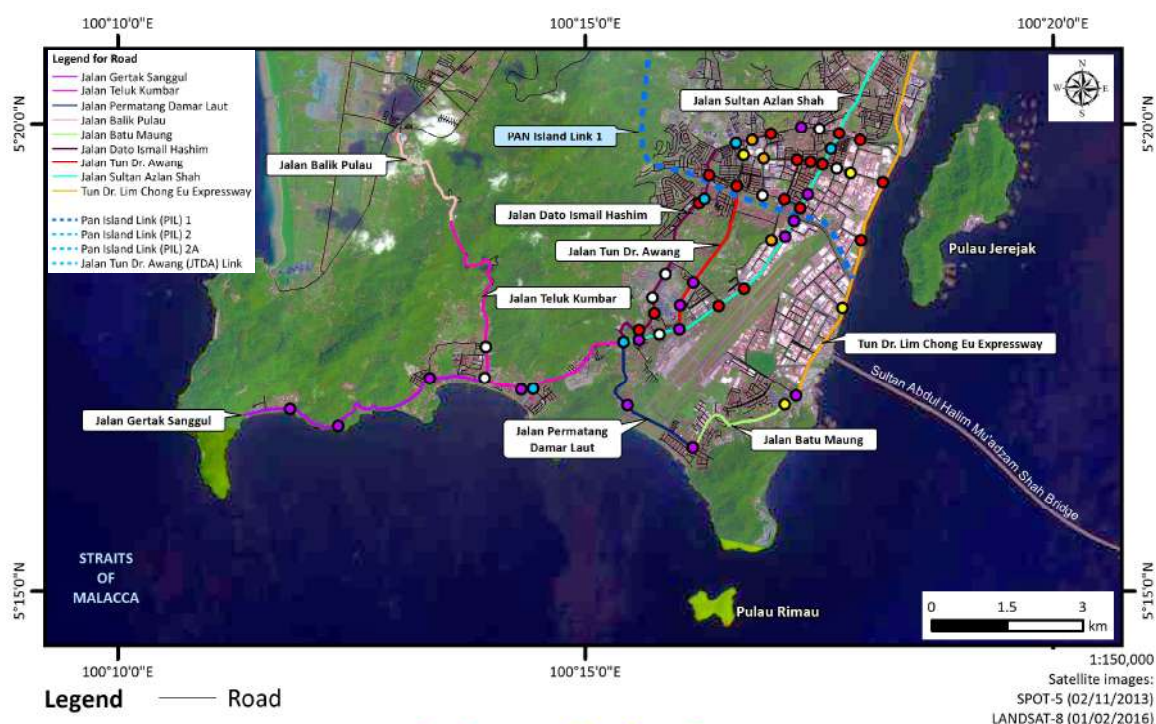 100°10'0"E
100°15'0"E
100°20'0"E
Legend for Road
Jalan Gertak Sanggul
Jalan Teluk Kumbar
Jalan Permatang Damar Laut
Jalan Balik Pulau
Jalan Batu Maung
Jalan Dato Ismail Hashim
Jalan Tun Dr. Awang
Jalan Sultan Azlan Shah
Tun Dr. Lim Chong Eu Expressway
Pan Island Link (PIL) 1
Pan Island Link (PIL) 2
Pan Island Link (PIL) 2A
Jalan Tun Dr. Awang (JTDA) Link
N
W
E
S
Jalan Sultan Azlan Shah
5°20'0"N
5°20'0"N
PAN Island Link 1
Jalan Balik Pulau
Jalan Dato Ismail Hashim
Jalan Tun Dr. Awang
Pulau Jerejak
Jalan Teluk Kumbar
Tun Dr. Lim Chong Eu Expressway
Sultan Abdul Halim Mu'adzam Shah Bridge
Jalan Gertak Sanggul
Jalan Permatang
Damar Laut
Jalan Batu Maung
STRAITS
OF
MALACCA
5°15'0"N
5°15'0"N
Pulau Rimau
0
1.5
3
km
100°10'0"E
100°15'0"E
100°20'0"E
1:150,000
Legend
Road
Satellite images:
SPOT-5 (02/11/2013)
LANDSAT-8 (01/02/2016)